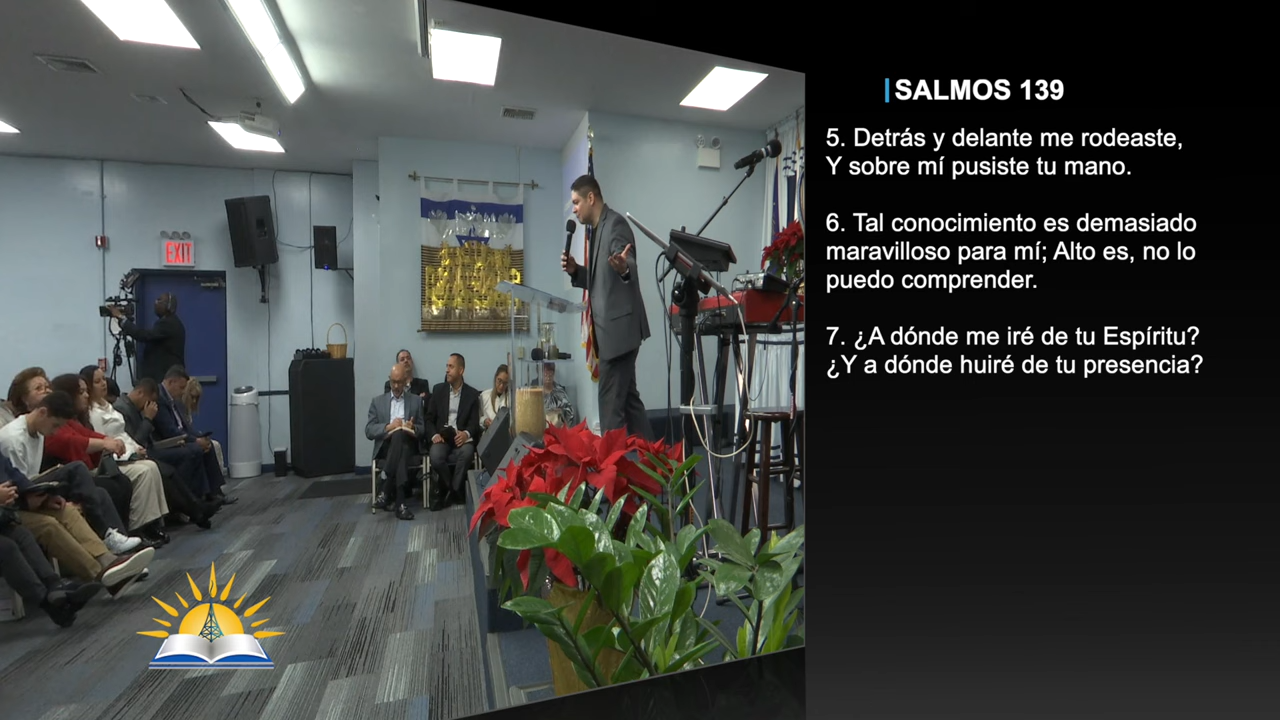 SALMOS 139
5. Detrás y delante me rodeaste,
Y sobre mí pusiste tu mano.
6. Tal conocimiento es demasiado
maravilloso para mí; Alto es, no lo
puedo comprender.
7. ¿A dónde me iré de tu Espíritu?
¿Y a dónde huiré de tu presencia?
EXIT